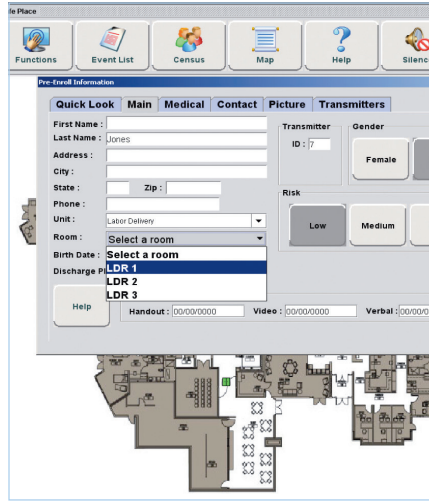 le Place
Functions Event List Census Map Help Silenc
Pre-Enroll Information
Quick Look Main Medical Contact Picture Transmitters
First Name :
Last Name : Jones
Address :
City :
State : Zip :
Phone :
Unit : Labor Delivery
Room : Select a room
Birth Date : Select a room
Discharge P LDR 1
LDR 2
LDR 3
Transmitter
ID : 7
Gender
Female
Risk
Low Medium
Help
Handout : 00/00/0000 Video : 00/00/0000 Verbal : 00/00/0